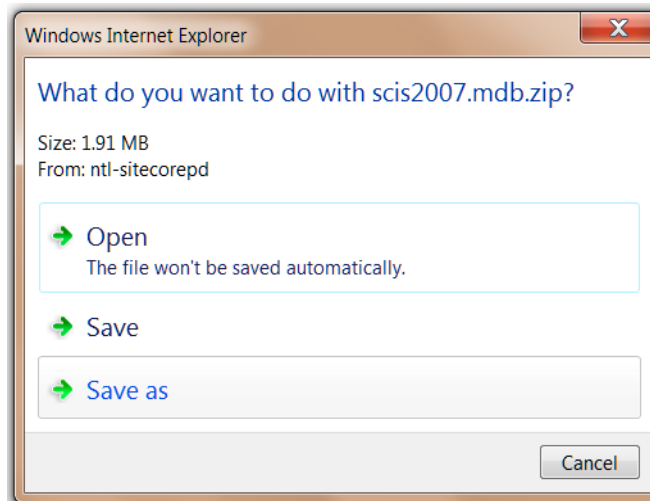 Windows Internet Explorer
What do you want to do with scis2007.mdb.zip?
Size: 1.91 MB
From: ntl-sitecorepd
Open
The file won't be saved automatically.
Save
Save as
Cancel